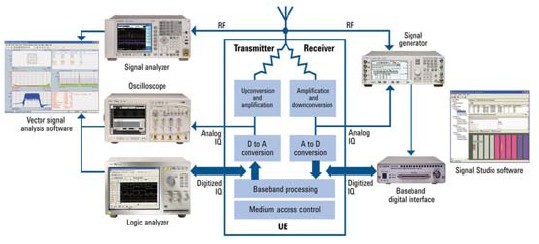 RF
RF
Transmitter
Receiver
Signal
generator
Signal analyzer
Oscilloscope
Upconversion
and
amplification
Amplification
and
downconversion
Vector signal
analysis software
Analog
IQ
Analog
IQ
D to A
conversion
A to D
conversion
Signal Studio software
Digitized
IQ
Digitized
IQ
Baseband
digital interface
Baseband processing
Medium access control
Logic analyzer
UE